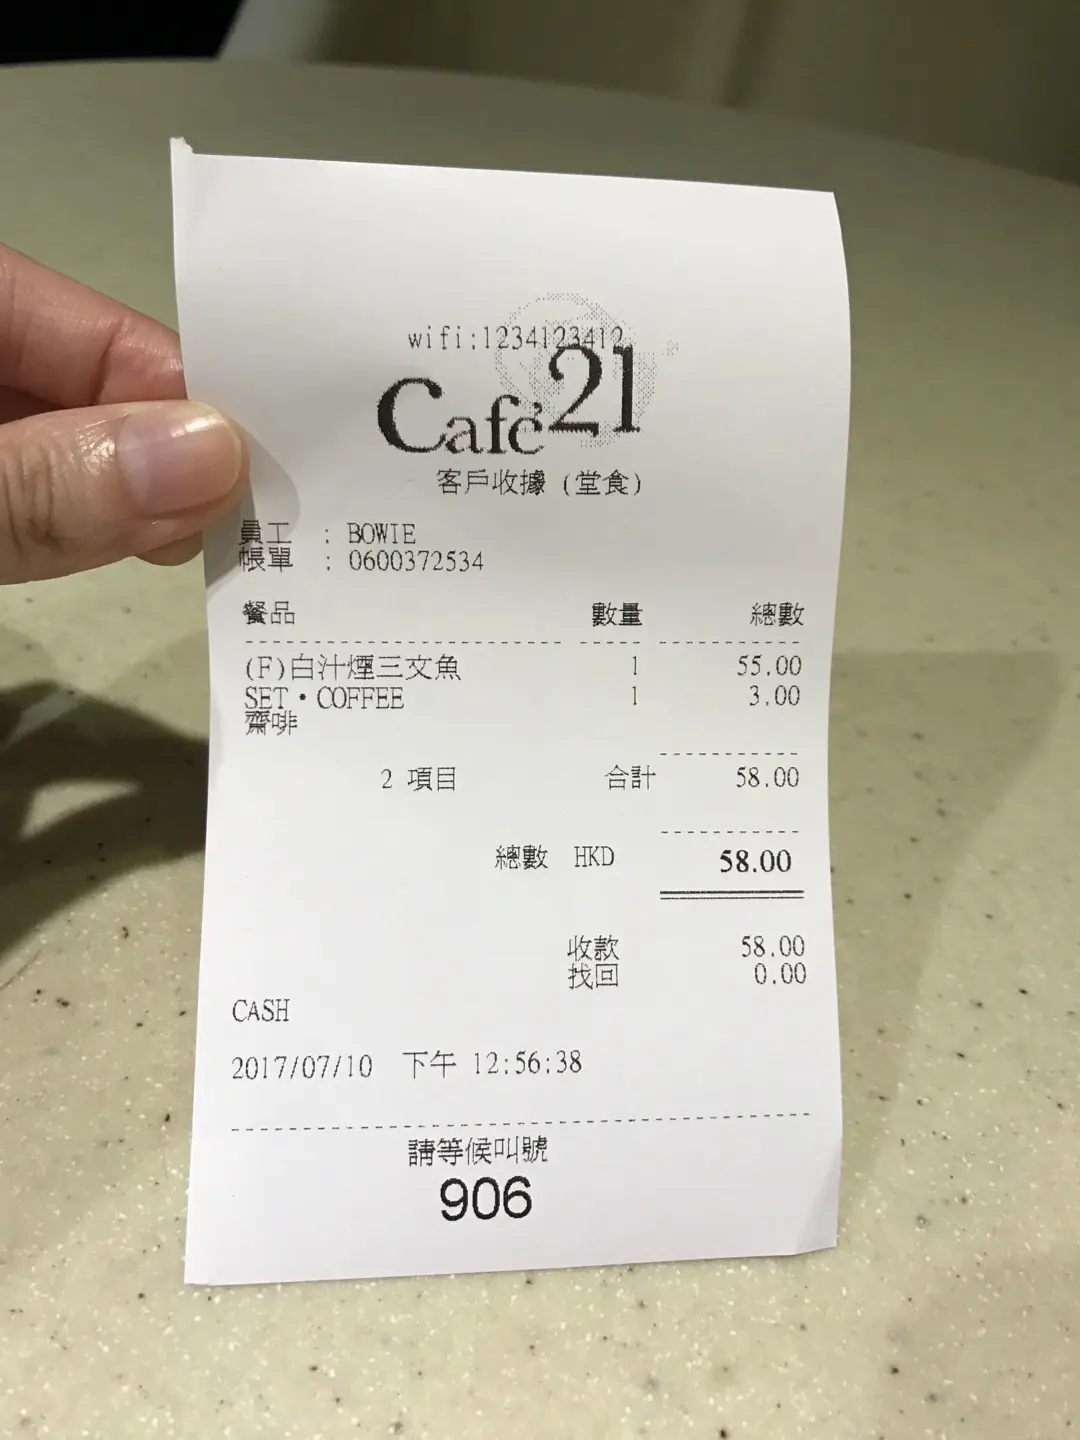 wifi:1234123412
Café 21
客戶收據 (堂食)
員工 : BOWIE
帳單 : 0600372534
餐品 數量 總數
(F)白汁煙三文魚 1 55.00
SET・COFFEE 1 3.00
齋啡
2 項目 合計 58.00
總數 HKD 58.00
收款 58.00
找回 0.00
CASH
2017/07/10 下午 12:56:38
請等候叫號
906